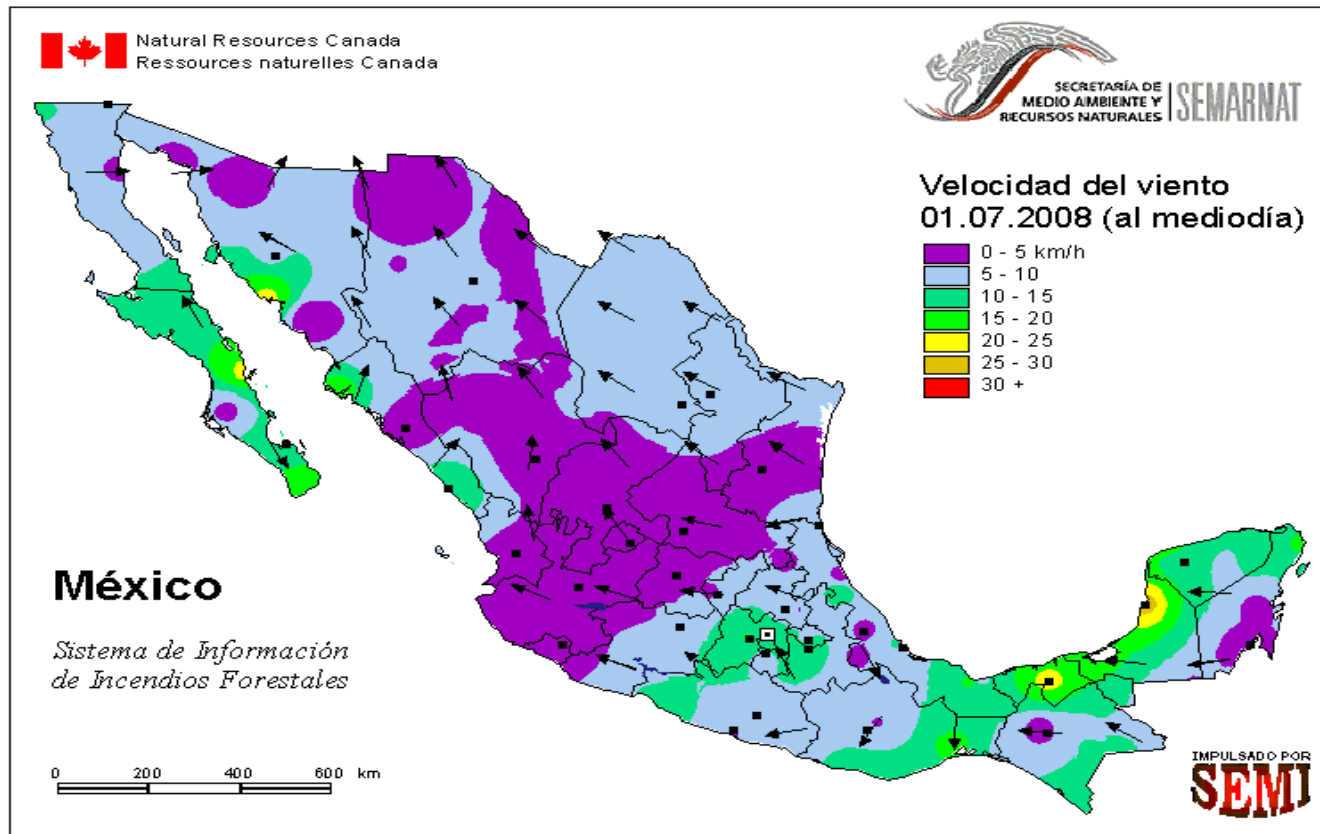 Natural Resources Canada
Ressources naturelles Canada
SECRETARÍA DE
MEDIO AMBIENTE Y
RECURSOS NATURALES
SEMARNAT
Velocidad del viento
01.07.2008 (al mediodía)
0 - 5 km/h
5 - 10
10 - 15
15 - 20
20 - 25
25 - 30
30 +
México
Sistema de Información
de Incendios Forestales
0 200 400 600 km
IMPULSADO POR
SEMI